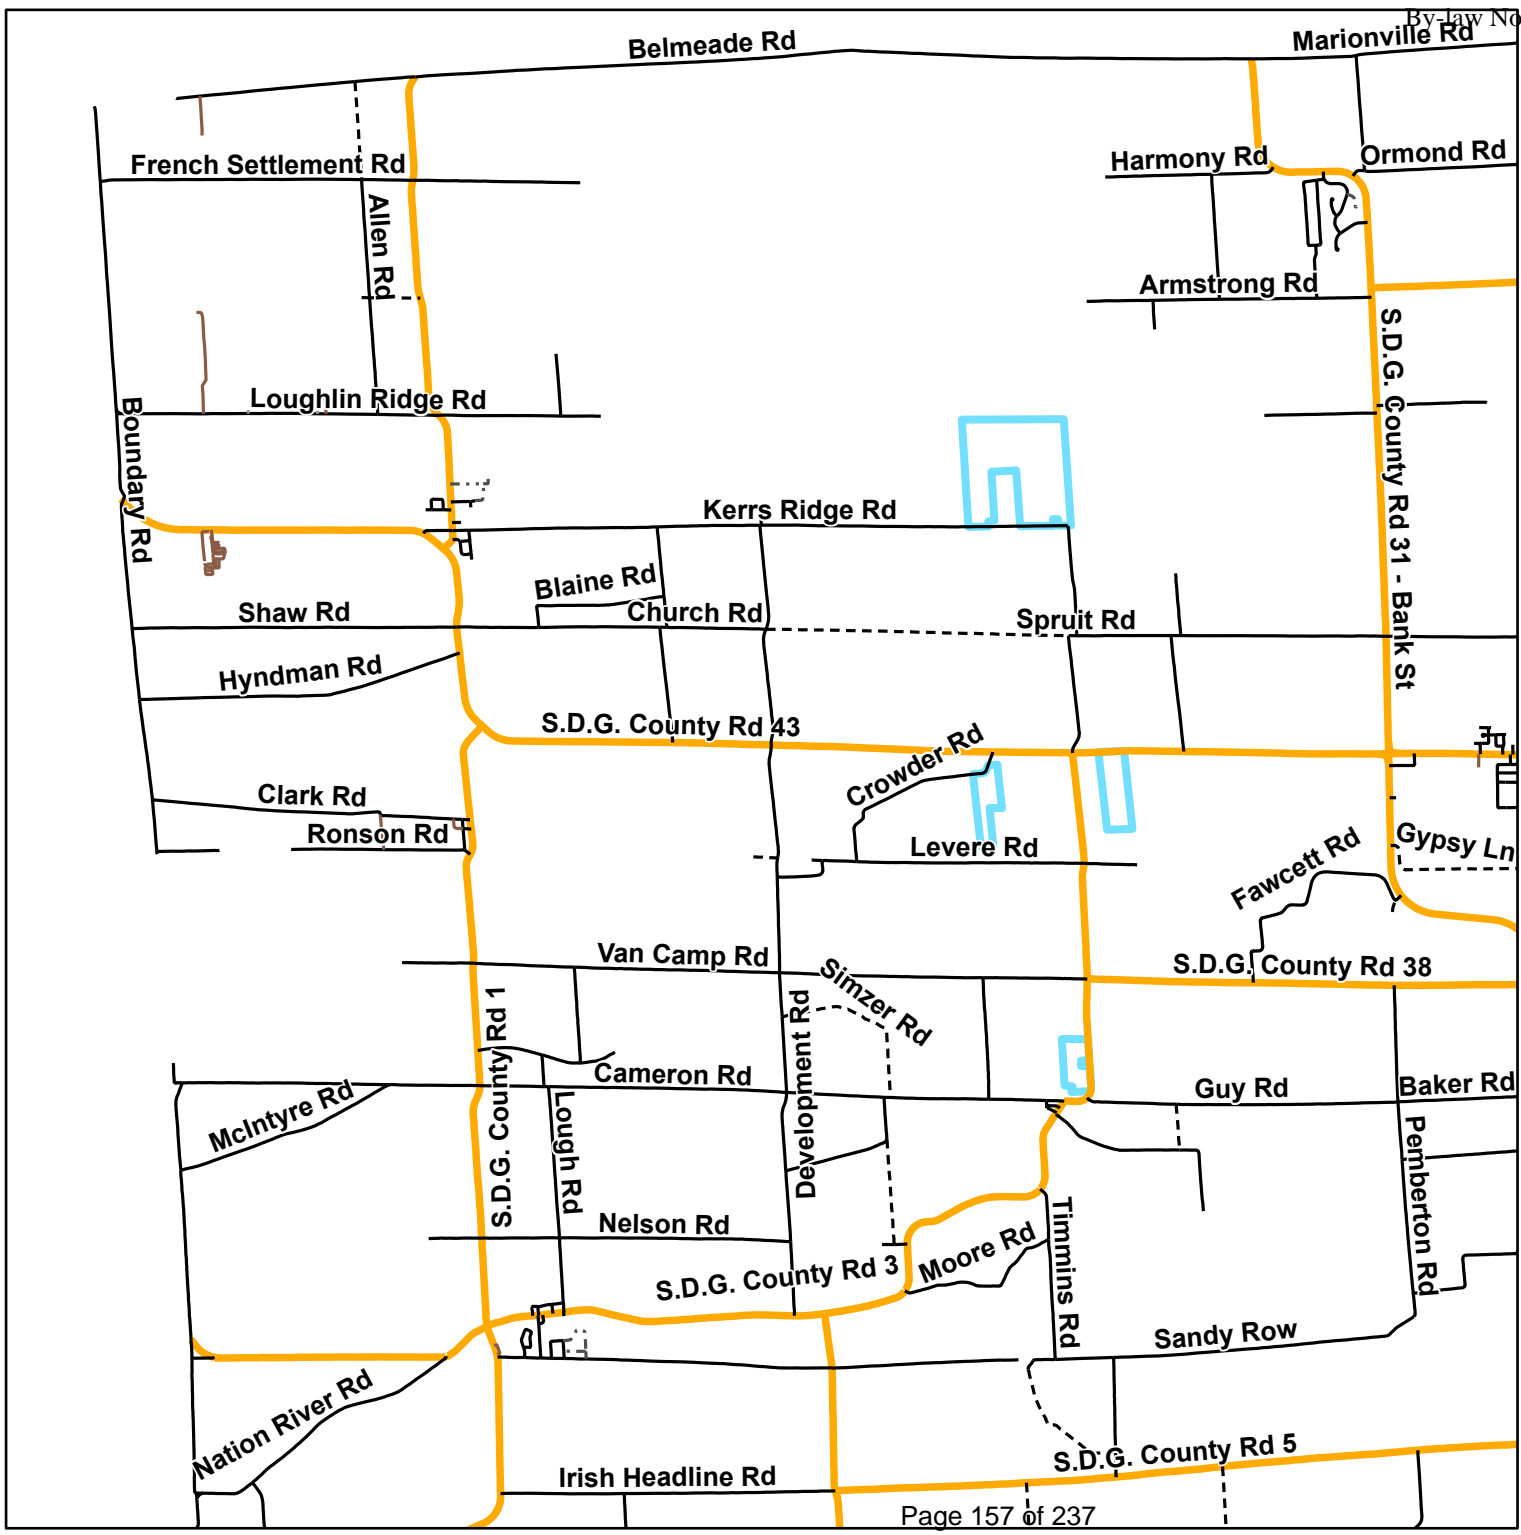 By-law No
Belmeade Rd
Marionville Rd
French Settlement Rd
Harmony Rd
Ormond Rd
Allen Rd
Armstrong Rd
S.D.G. County Rd 31 - Bank St
Loughlin Ridge Rd
Boundary Rd
Kerrs Ridge Rd
Blaine Rd
Shaw Rd
Church Rd
Spruit Rd
Hyndman Rd
S.D.G. County Rd 43
Crowder Rd
Clark Rd
Ronson Rd
Levere Rd
Fawcett Rd
Gypsy Ln
Van Camp Rd
Simzer Rd
S.D.G. County Rd 38
S.D.G. County Rd 1
Development Rd
Cameron Rd
Guy Rd
Baker Rd
McIntyre Rd
Lough Rd
Pemberton Rd
Nelson Rd
Timmins Rd
Moore Rd
S.D.G. County Rd 3
Sandy Row
Nation River Rd
S.D.G. County Rd 5
Irish Headline Rd
Page 157 of 237